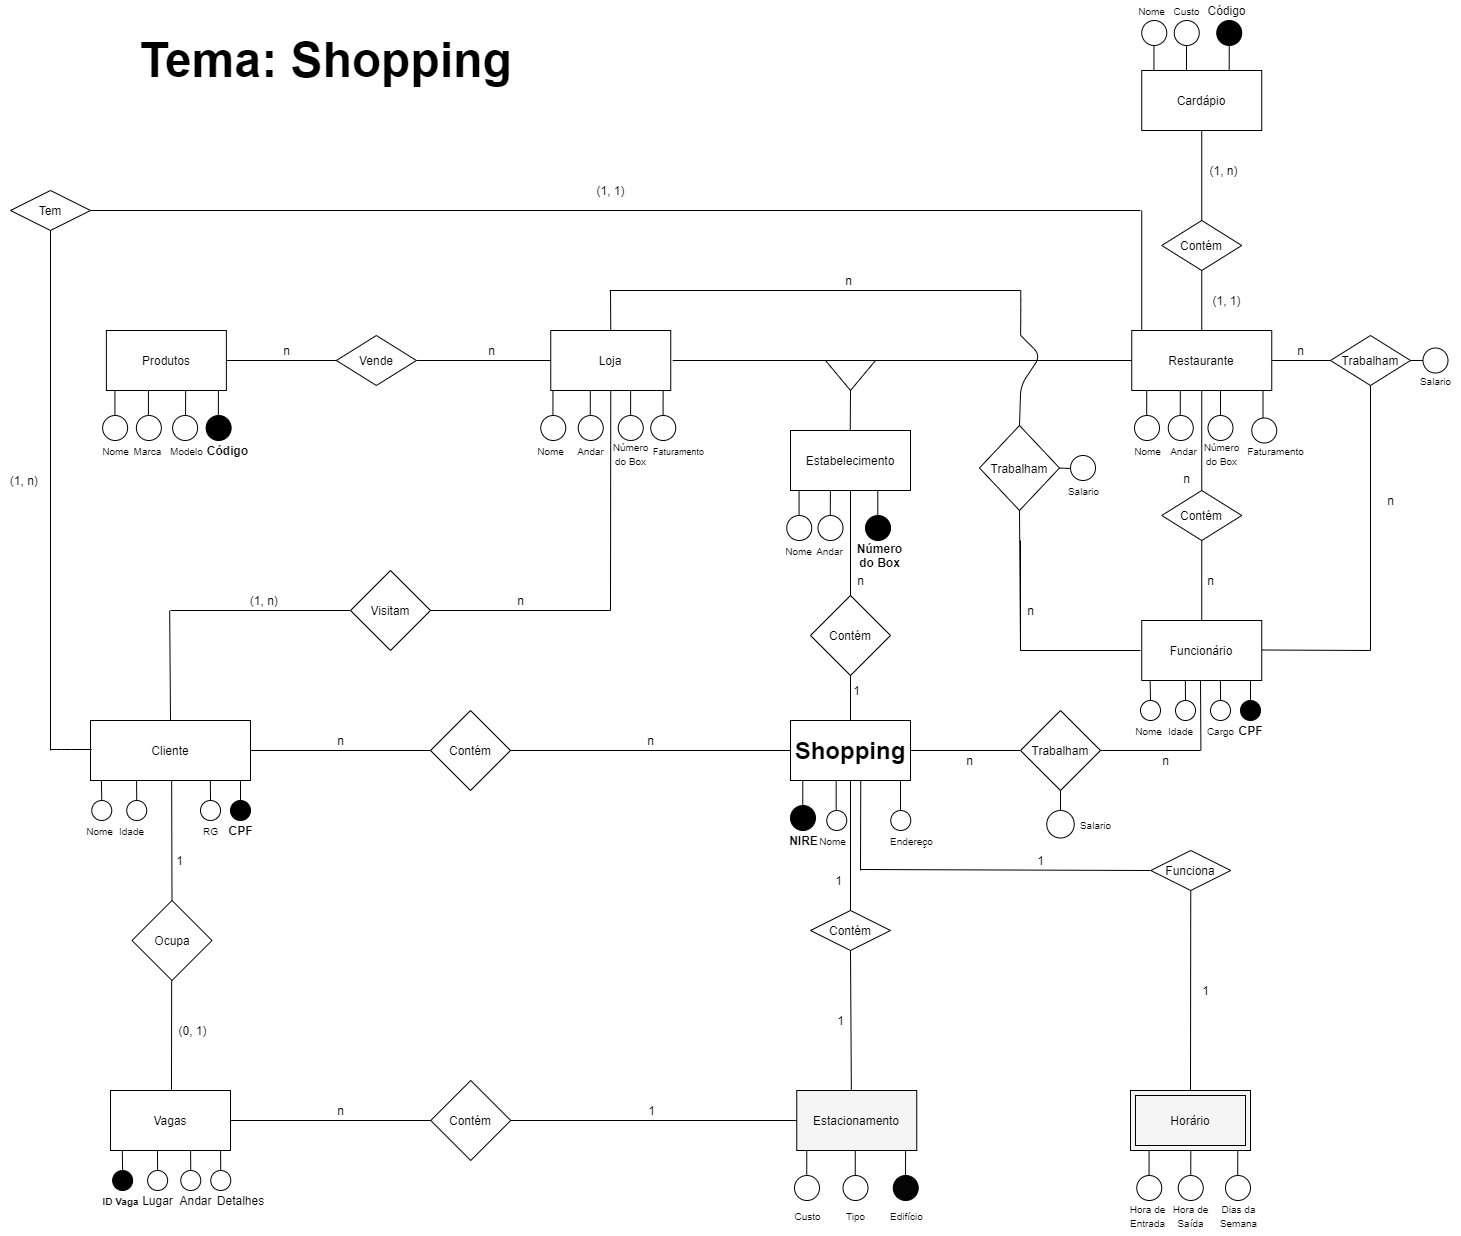 Nome Custo Código
Tema: Shopping
Cardápio
(1, n)
(1, 1)
Tem
Contém
n
(1, 1)
Produtos
n
Vende
n
Loja
Restaurante
n
Trabalham
Salario
Nome Marca Modelo Código
Nome Andar Número
do Box
Faturamento
Estabelecimento
Trabalham
Salario
Nome Andar Número
do Box
Faturamento
(1, n)
n
Contém
n
Nome Andar Número
do Box
n
n
(1, n)
Visitam
n
n
Contém
Funcionário
1
Nome Idade Cargo CPF
Cliente
n
Contém
n
Shopping
n
Trabalham
n
Nome Idade RG CPF
NIRE Nome Endereço
Salario
1
1
1
Funciona
Ocupa
Contém
(0, 1)
1
1
Vagas
n
Contém
1
Estacionamento
Horário
ID Vaga Lugar Andar Detalhes
Custo Tipo Edifício
Hora de
Entrada
Hora de
Saída
Dias da
Semana